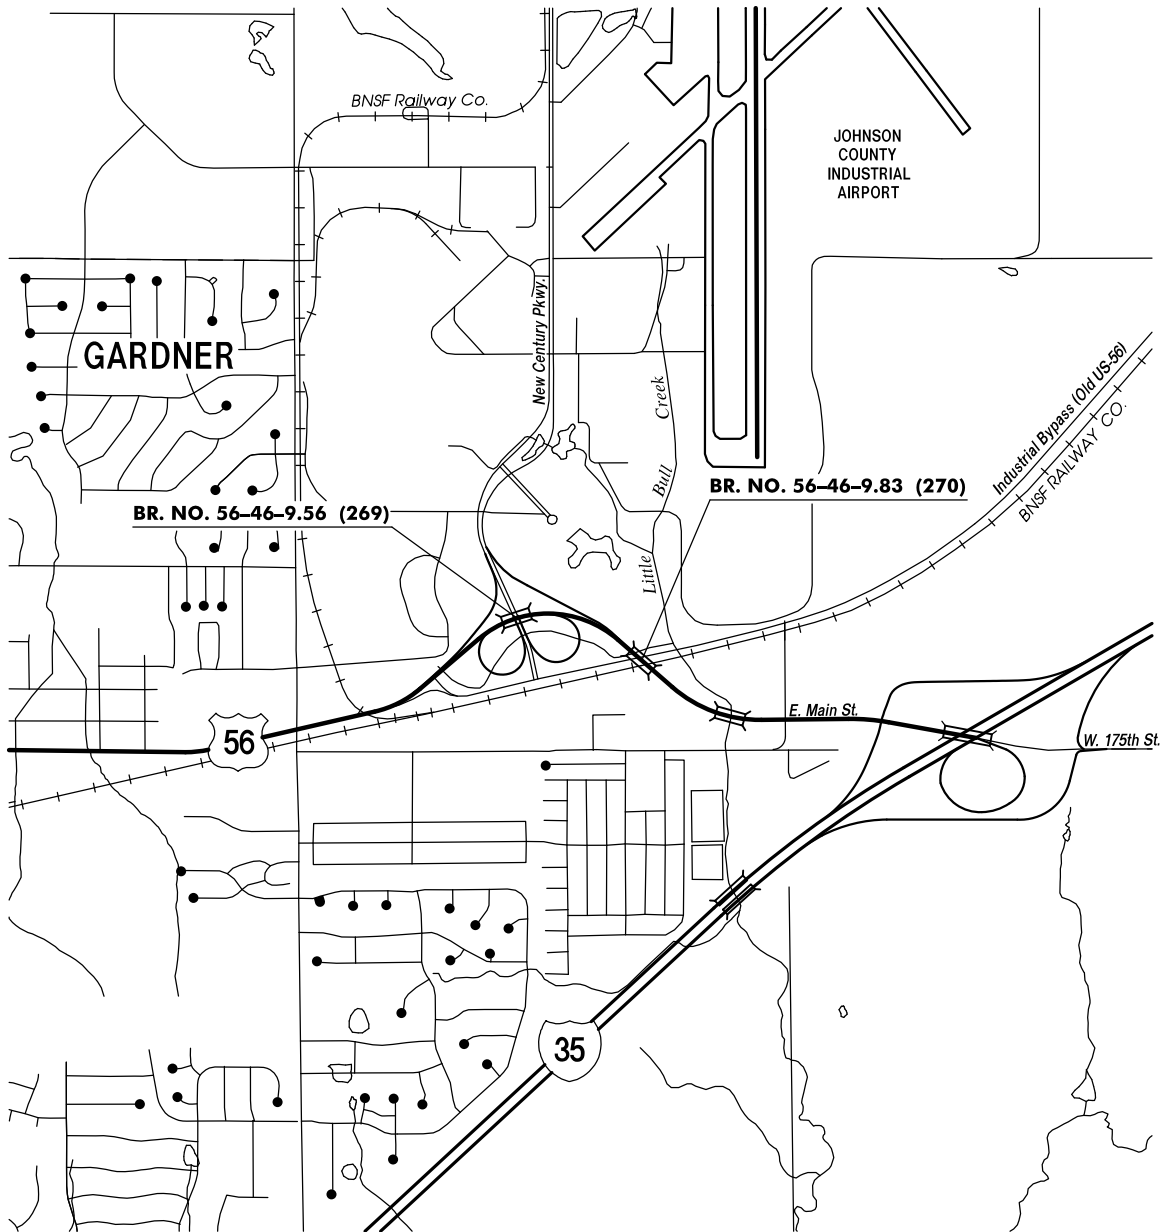 BNSF Railway Co.
JOHNSON
COUNTY
INDUSTRIAL
AIRPORT
New Century Pkwy.
GARDNER
Industrial Bypass (Old US-56)
BNSF RAILWAY CO.
Little Bull Creek
BR. NO. 56–46–9.83 (270)
BR. NO. 56–46–9.56 (269)
E. Main St.
56
W. 175th St.
35